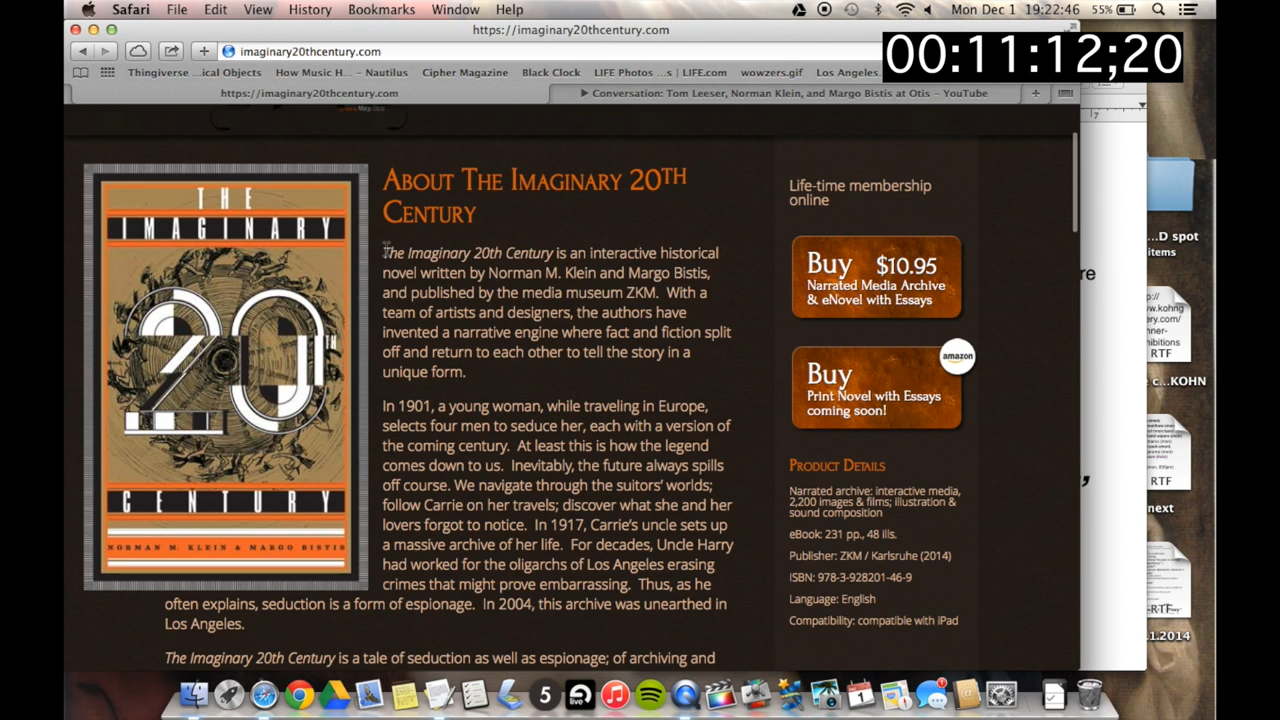 Safari File Edit View History Bookmarks Window Help Mon Dec 1 19:22:46 55%
https://imaginary20thcentury.com
imaginary20thcentury.com
00:11:12;20
Thingiverse ...ical Objects How Music H... – Nautilus Cipher Magazine Black Clock LIFE Photos ...s | LIFE.com wowzers.gif Los Angeles
https://imaginary20thcentury.com ▶ Conversation: Tom Leeser, Norman Klein, and Margo Bistis at Otis – YouTube
7
THE
IMAGINARY
20TH
CENTURY
NORMAN M. KLEIN & MARGO BISTIS
About The Imaginary 20th
Century
The Imaginary 20th Century is an interactive historical
novel written by Norman M. Klein and Margo Bistis,
and published by the media museum ZKM. With a
team of artists and designers, the authors have
invented a narrative engine where fact and fiction split
off and return to each other to tell the story in a
unique form.
In 1901, a young woman, while traveling in Europe,
selects four men to seduce her, each with a version of
the coming century. At least this is how the legend
comes down to us. Inevitably, the future always spills
off course. We navigate through the suitors' worlds;
follow Carrie on her travels; discover what she and her
lovers forgot to notice. In 1917, Carrie's uncle sets up
a massive archive of her life. For decades, Uncle Harry
had worked for the oligarchs of Los Angeles erasing
crimes that might prove embarrassing. Thus, as he
often explains, seduction is a form of espionage. In 2004, this archive was unearthed in
Los Angeles.
The Imaginary 20th Century is a tale of seduction as well as espionage; of archiving and
Life-time membership
online
Buy $10.95
Narrated Media Archive
& eNovel with Essays
amazon
Buy
Print Novel with Essays
coming soon!
Product Details
Narrated archive: interactive media,
2,200 images & films; illustration &
sound composition
eBook: 231 pp., 48 ills.
Publisher: ZKM / Karlsruhe (2014)
ISBN: 978-3-928201-46-9
Language: English
Compatibility: compatible with iPad
re
,
...D spot
items
p://
w.kohng
ery.com/
hner-
hibitions
RTF
c...KOHN
RTF
next
RTF
.1.2014
5
live
1